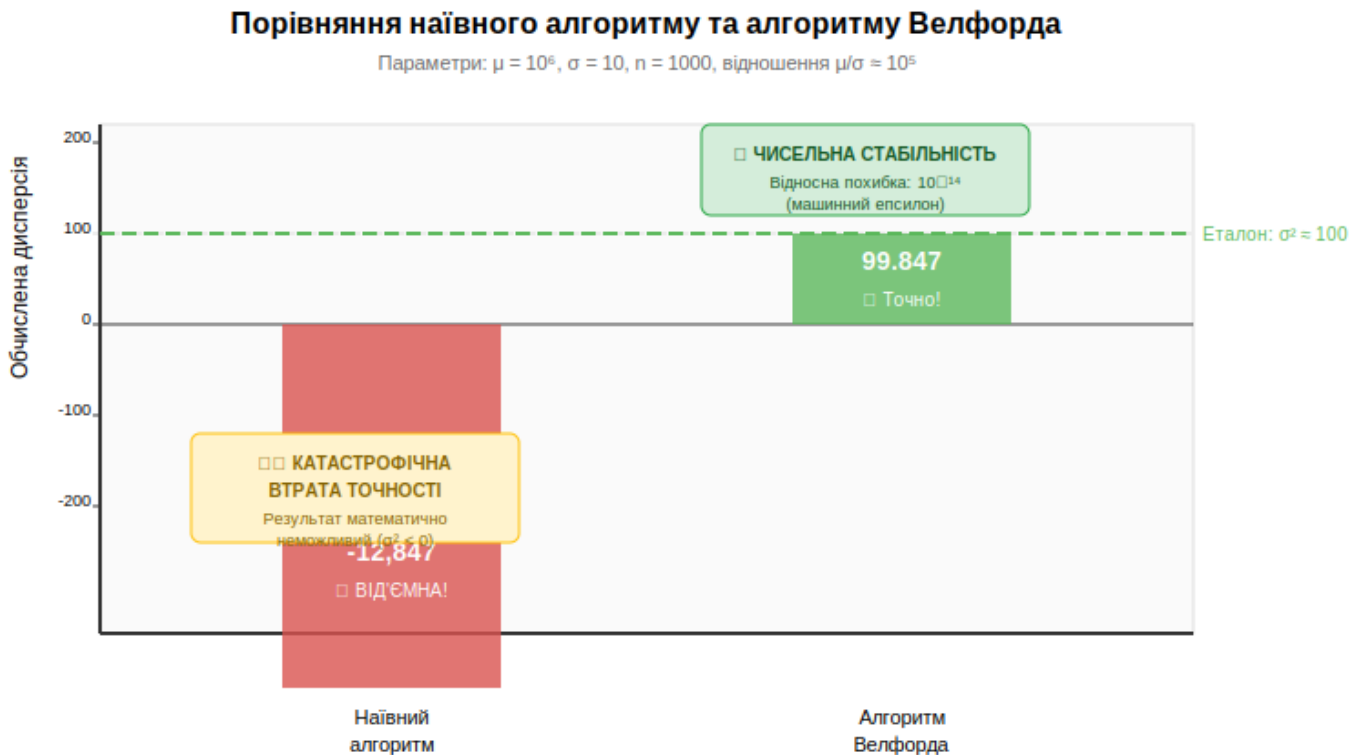 Порівняння наївного алгоритму та алгоритму Велфорда
Параметри: μ = 10⁶, σ = 10, n = 1000, відношення μ/σ ≈ 10⁵
Обчислена дисперсія
200
100
0
-100
-200
□ ЧИСЕЛЬНА СТАБІЛЬНІСТЬ
Відносна похибка: 10□¹⁴
(машинний епсилон)
Еталон: σ² ≈ 100
99.847
□ Точно!
□□ КАТАСТРОФІЧНА
ВТРАТА ТОЧНОСТІ
Результат математично
неможливий (σ² < 0)
-12,847
□ ВІД'ЄМНА!
Наївний
алгоритм
Алгоритм
Велфорда